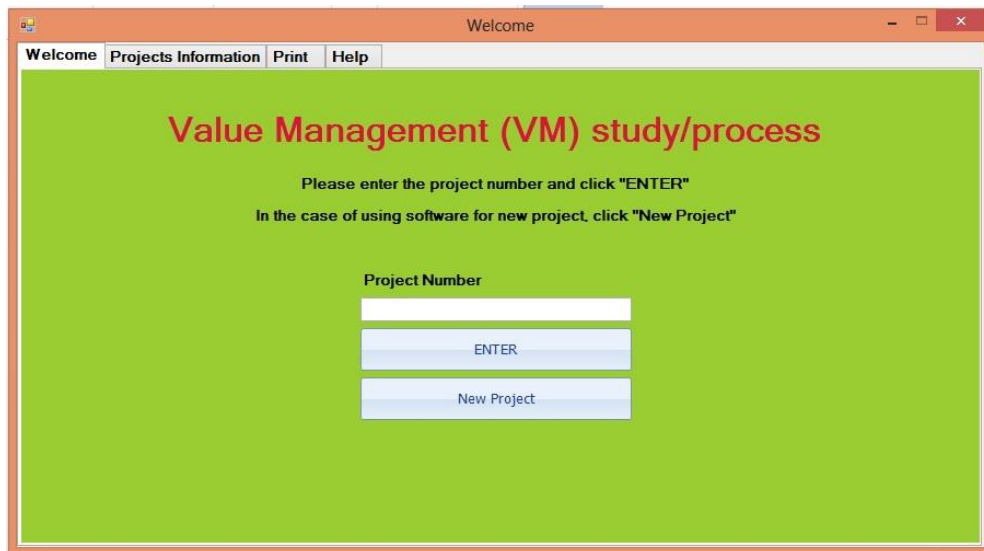 Welcome
Welcome Projects Information Print Help
Value Management (VM) study/process
Please enter the project number and click "ENTER"
In the case of using software for new project, click "New Project"
Project Number
ENTER
New Project